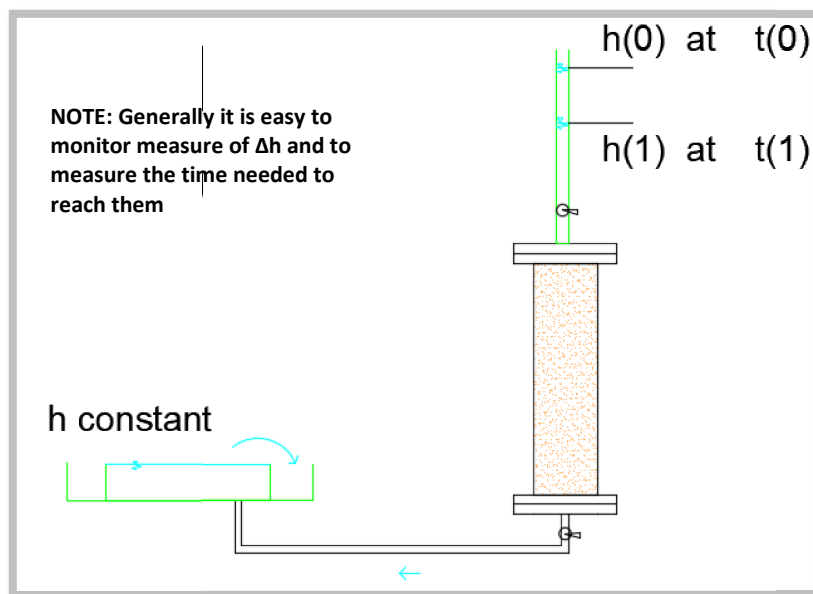 h(0) at t(0)
NOTE: Generally it is easy to
monitor measure of Δh and to
measure the time needed to
reach them
h(1) at t(1)
h constant